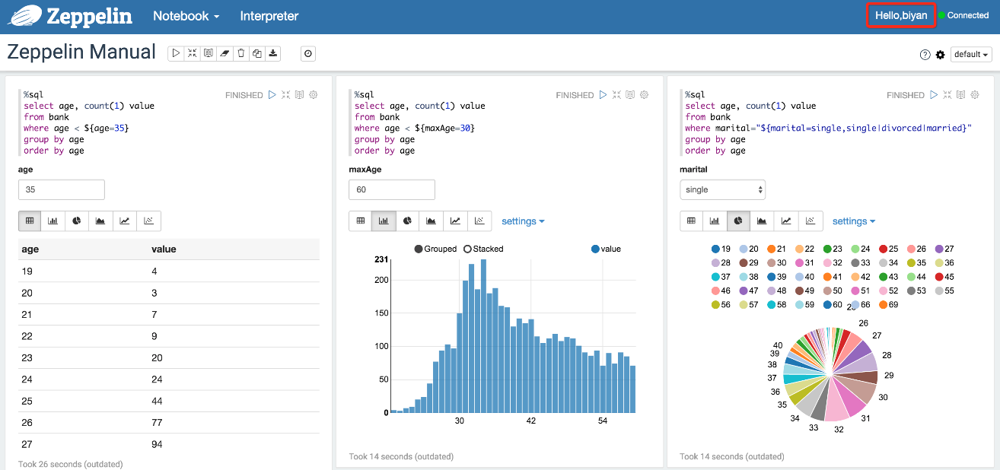 Zeppelin Notebook Interpreter Hello,biyan Connected
Zeppelin Manual default
%sql FINISHED
select age, count(1) value
from bank
where age < ${age=35}
group by age
order by age
age
35
age value
19 4
20 3
21 7
22 9
23 20
24 24
25 44
26 77
27 94
Took 26 seconds (outdated)
%sql FINISHED
select age, count(1) value
from bank
where age < ${maxAge=30}
group by age
order by age
maxAge
60
settings
Grouped Stacked value
231
200
150
100
50
0
30 42 54
Took 14 seconds (outdated)
%sql FINISHED
select age, count(1) value
from bank
where marital="${marital=single,single|divorced|married}"
group by age
order by age
marital
single
settings
19 20 21 22 23 24 25 26 27
28 29 30 31 32 33 34 35 36
37 38 39 40 41 42 43 44 45
46 47 48 49 50 51 52 53 55
56 57 58 59 60 66 69
26
27
28
29
30
31
32
33
34
35
36
37
38
39
40
Took 14 seconds (outdated)